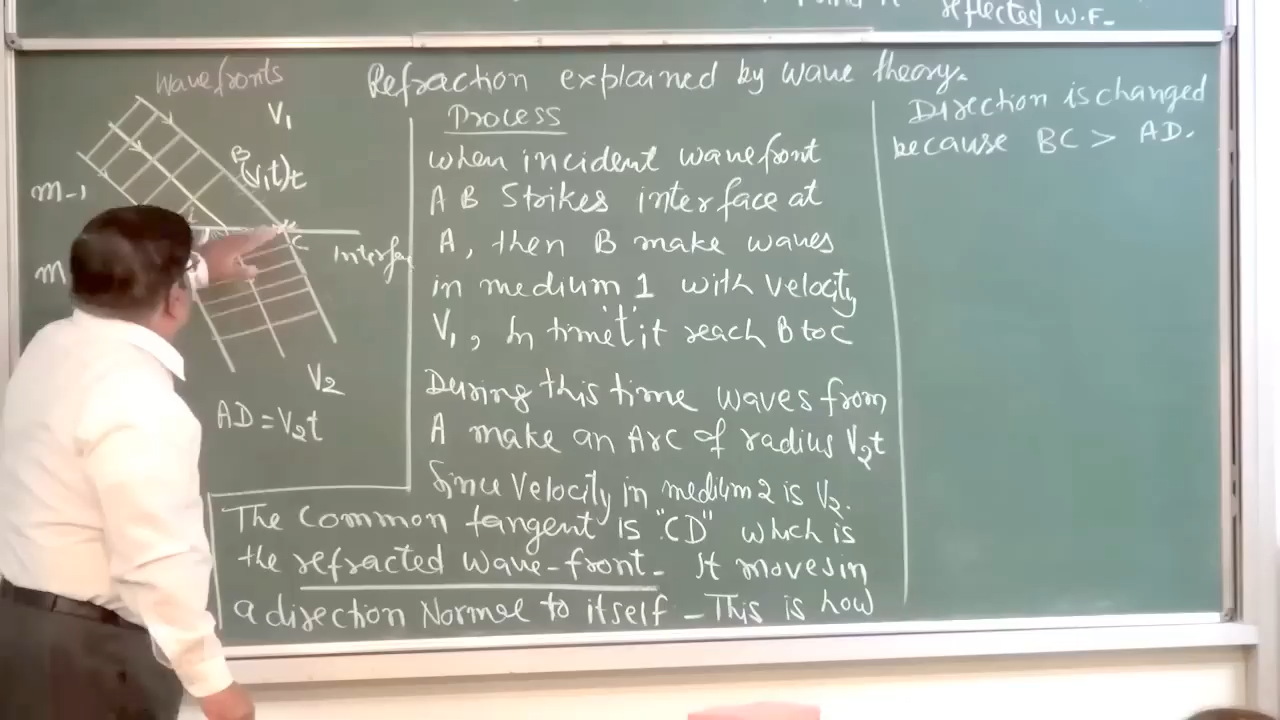 reflected W.F-
Wavefronts
Refraction explained by wave theory.
V1
B
(V1t)t
m-1
C
Interfa
m
V2
AD = V2t
Process
when incident wavefront
AB Strikes interface at
A, then B make waves
in medium 1 with velocity
V1, In time 't' it reach B to C
During this time waves from
A make an Arc of radius V2t
Since Velocity in medium 2 is V2.
The Common tangent is "CD" which is
the refracted Wave-front- It moves in
a direction Normal to itself - This is how
Direction is changed
because BC > AD.